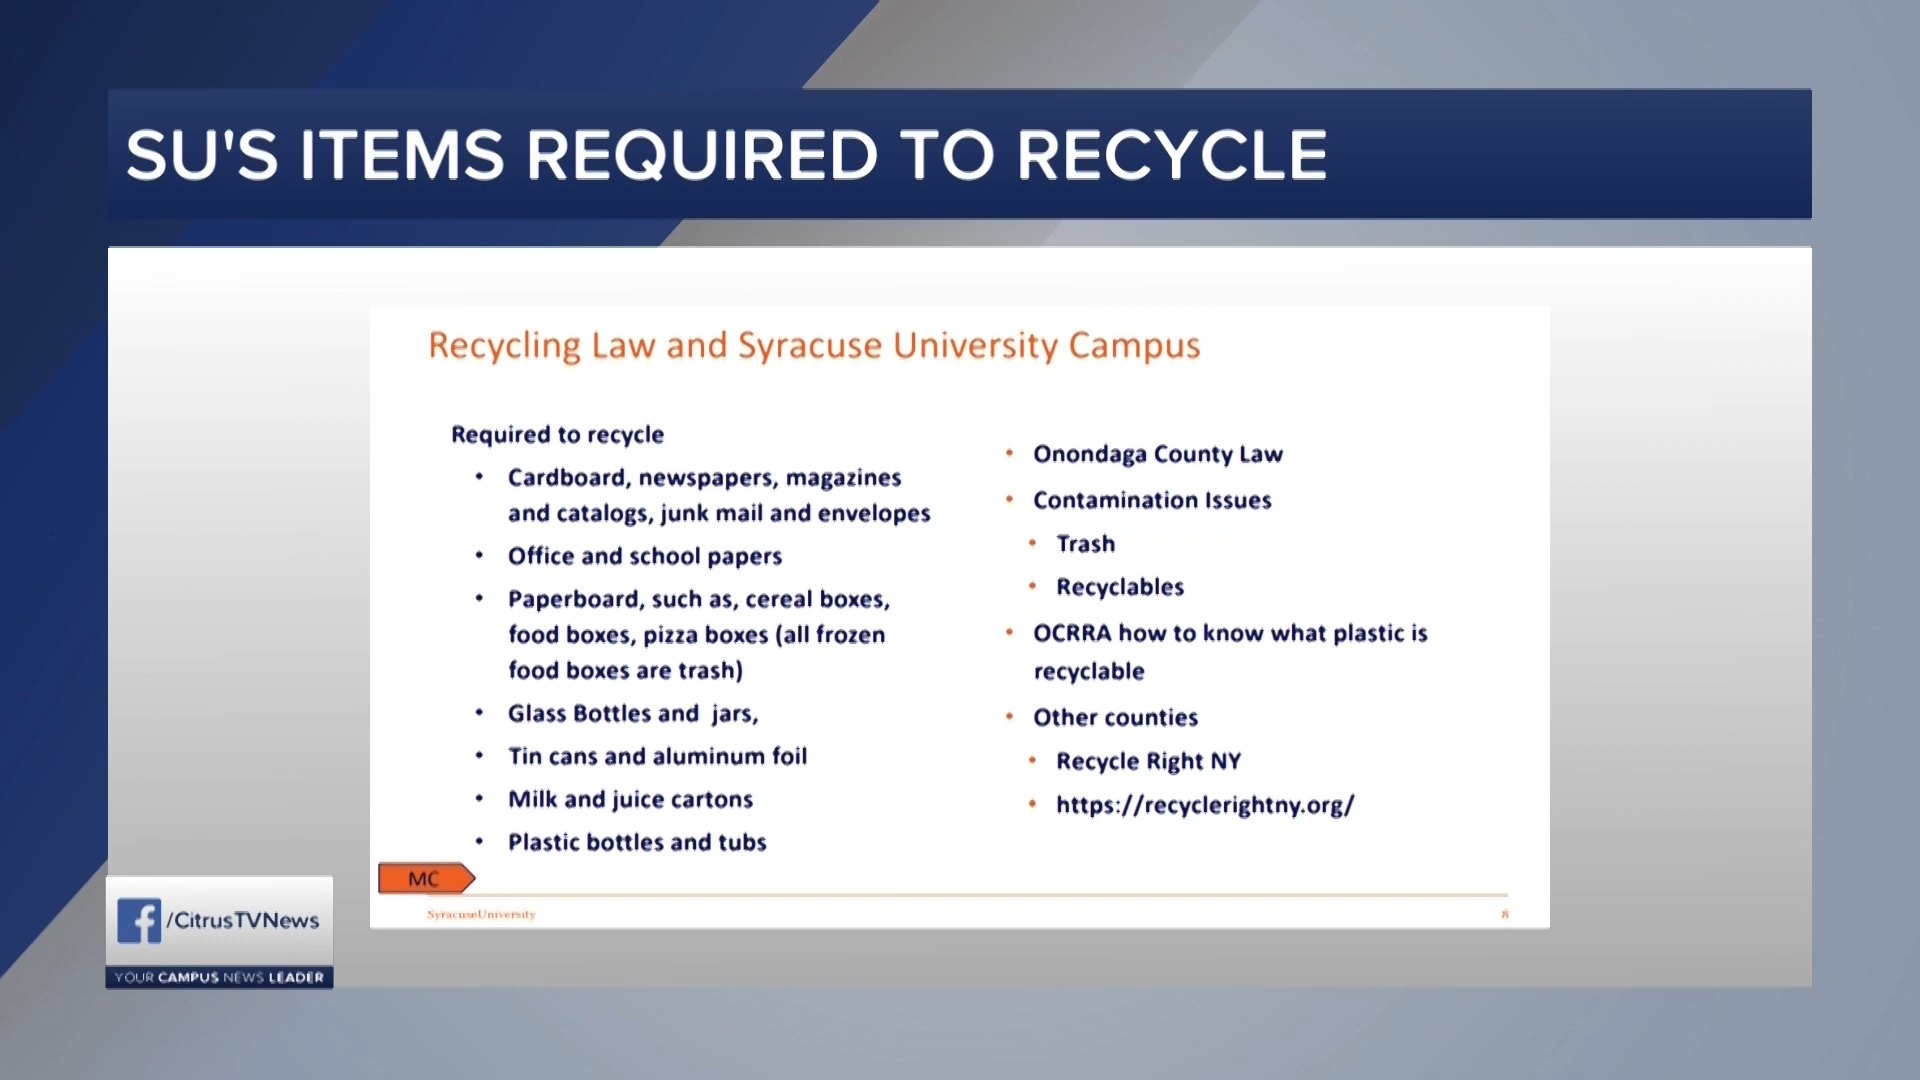 SU'S ITEMS REQUIRED TO RECYCLE
Recycling Law and Syracuse University Campus
Required to recycle
• Cardboard, newspapers, magazines
and catalogs, junk mail and envelopes
• Office and school papers
• Paperboard, such as, cereal boxes,
food boxes, pizza boxes (all frozen
food boxes are trash)
• Glass Bottles and jars,
• Tin cans and aluminum foil
• Milk and juice cartons
• Plastic bottles and tubs
• Onondaga County Law
• Contamination Issues
• Trash
• Recyclables
• OCRRA how to know what plastic is
recyclable
• Other counties
• Recycle Right NY
• https://recyclerightny.org/
MC
SyracuseUniversity
/CitrusTVNews
YOUR CAMPUS NEWS LEADER